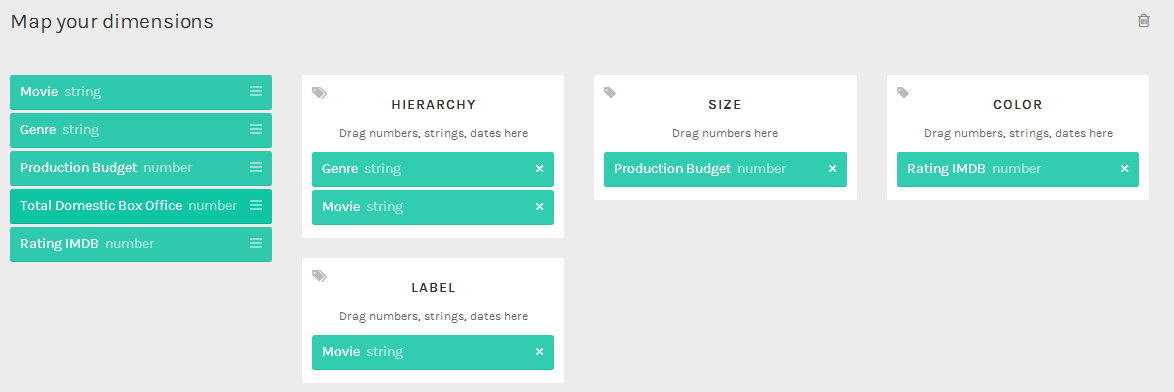 Map your dimensions
Movie string
Genre string
Production Budget number
Total Domestic Box Office number
Rating IMDB number
HIERARCHY
Drag numbers, strings, dates here
Genre string ×
Movie string ×
LABEL
Drag numbers, strings, dates here
Movie string ×
SIZE
Drag numbers here
Production Budget number ×
COLOR
Drag numbers, strings, dates here
Rating IMDB number ×